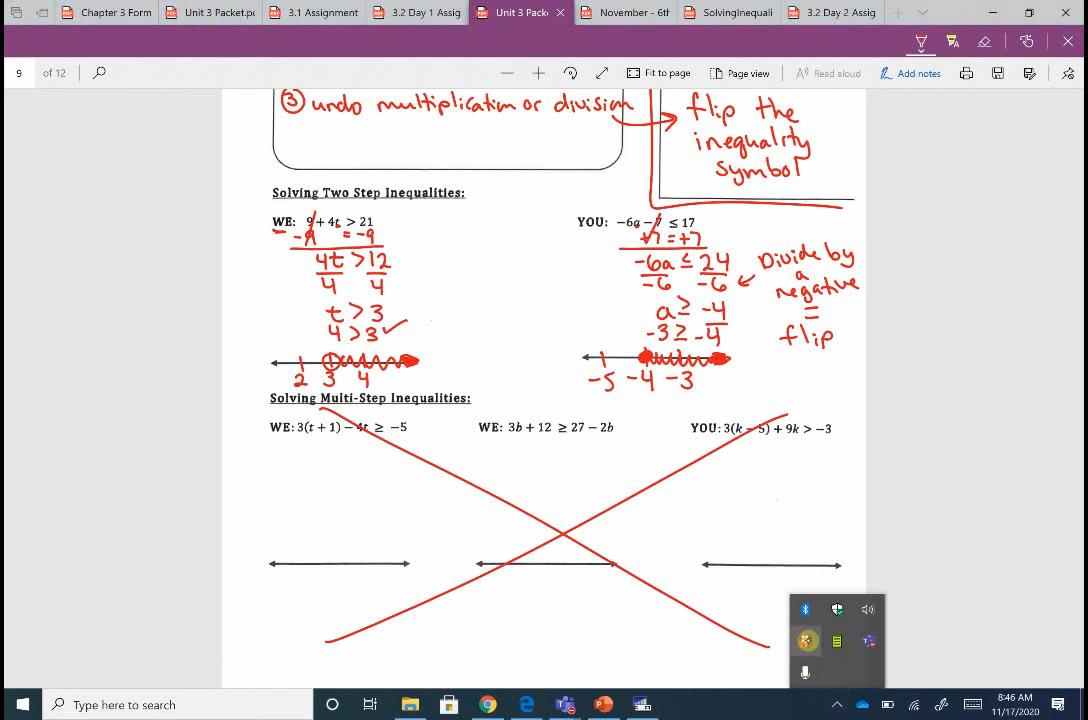 Chapter 3 Form
Unit 3 Packet.pc
3.1 Assignment
3.2 Day 1 Assig
Unit 3 Pack
November - 6th
SolvingInequali
3.2 Day 2 Assig
9 of 12
Fit to page
Page view
Read aloud
Add notes
③ undo multiplication or division
flip the
inequality
symbol
Solving Two Step Inequalities:
WE: 9 + 4t > 21
-9 = -9
4t > 12
4 4
t > 3
4 > 3 ✓
2 3 4
YOU: −6a − 7 ≤ 17
+7 = +7
-6a ≤ 24
-6 -6
a ≥ -4
-3 ≥ -4
-5 -4 -3
Divide by
a
negative
=
flip
Solving Multi-Step Inequalities:
WE: 3(t + 1) − 4t ≥ −5
WE: 3b + 12 ≥ 27 − 2b
YOU: 3(k − 5) + 9k > −3
Type here to search
8:46 AM
11/17/2020